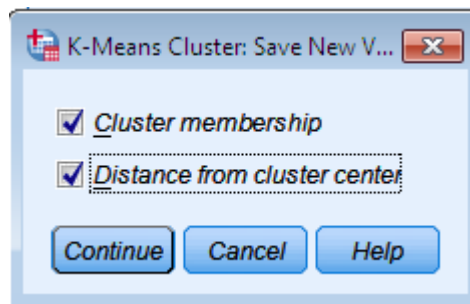 K-Means Cluster: Save New V...
Cluster membership
Distance from cluster center
Continue Cancel Help